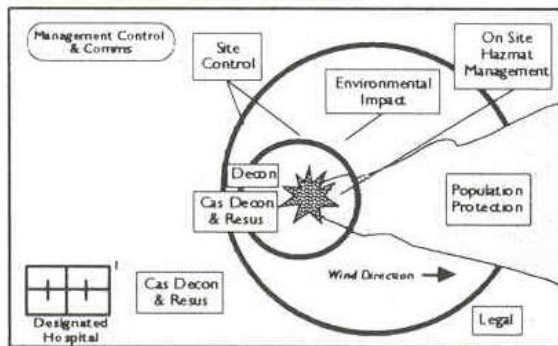 Management Control
& Comms
Site
Control
On Site
Hazmat
Management
Environmental
Impact
Decon
Cas Decon
& Resus
Population
Protection
Wind Direction
Cas Decon
& Resus
Designated
Hospital
Legal